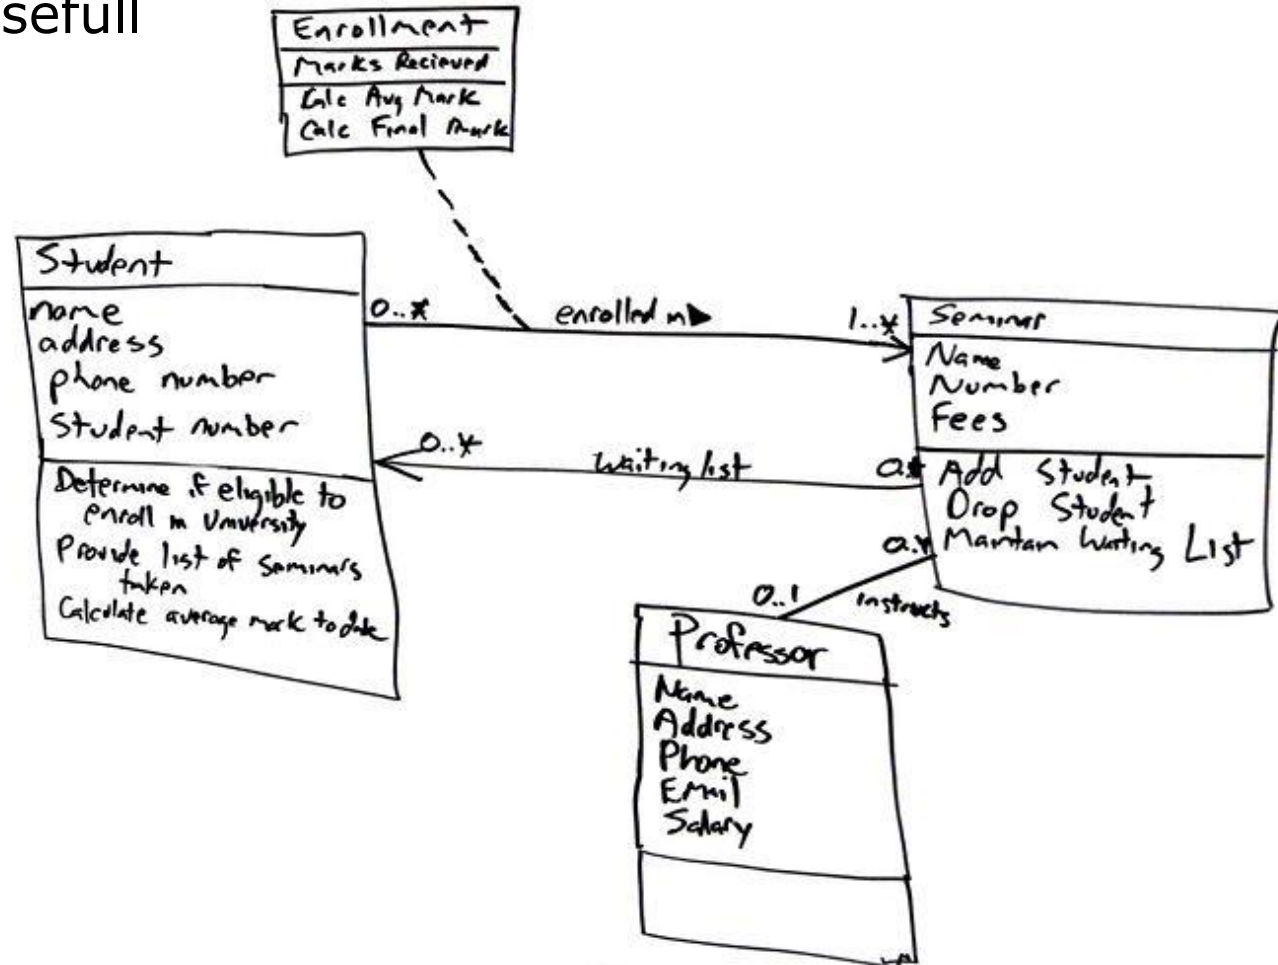 sefull
Enrollment
Marks Recieved
Calc Avg Mark
Calc Final Mark
Student
name
address
phone number
Student number
Determine if eligible to
enroll in University
Provide list of seminars
taken
Calculate average mark to date
0..*
enrolled in
1..*
Seminar
Name
Number
Fees
Add Student
Drop Student
Maintain Waiting List
0..*
waiting list
0..*
0..*
0..1
instructs
Professor
Name
Address
Phone
Email
Salary